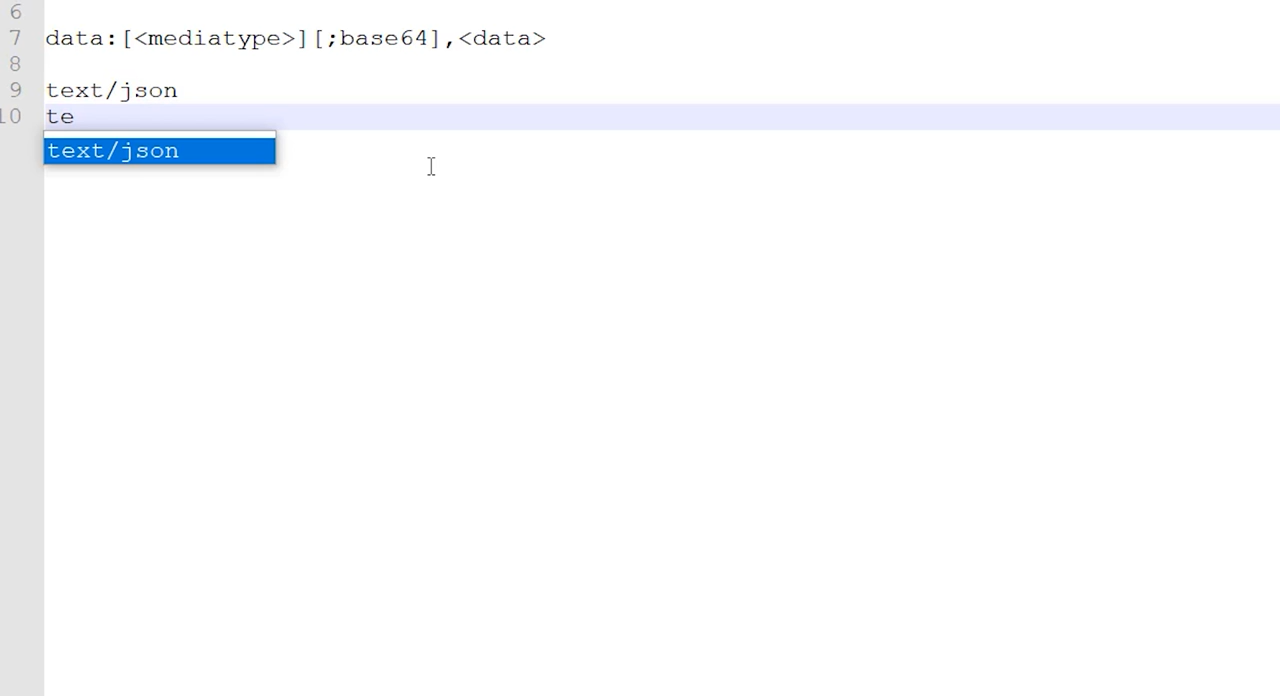 6
7 data:[<mediatype>][;base64],<data>
8
9 text/json
10 te
text/json